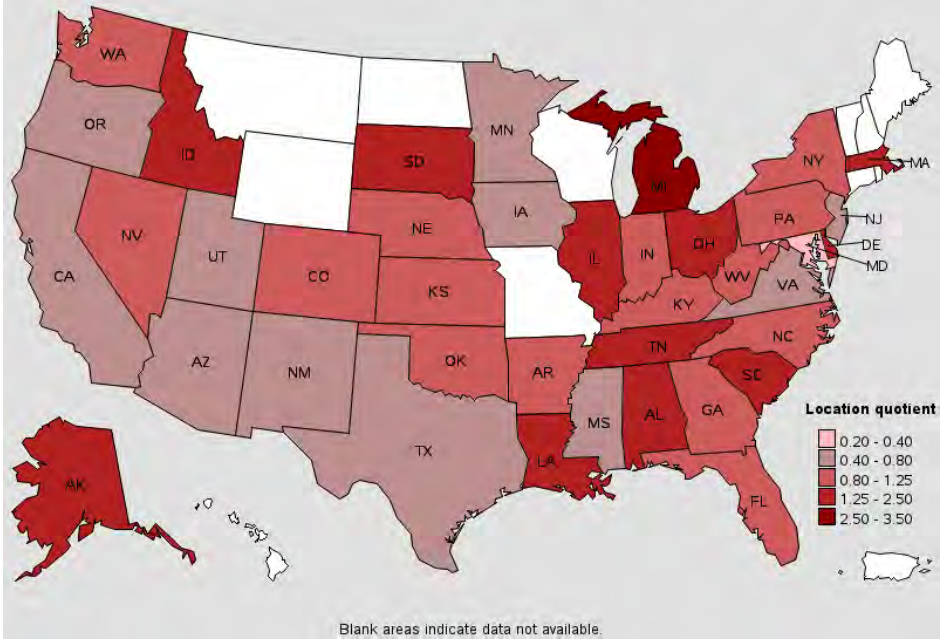 WA
OR
ID
SD
MN
MI
NY
MA
NV
CA
UT
CO
NE
IA
KS
IL
IN
OH
PA
NJ
DE
MD
WV
VA
KY
AZ
NM
OK
AR
TN
NC
SC
TX
LA
MS
AL
GA
FL
AK
Location quotient
0.20 - 0.40
0.40 - 0.80
0.80 - 1.25
1.25 - 2.50
2.50 - 3.50
Blank areas indicate data not available.